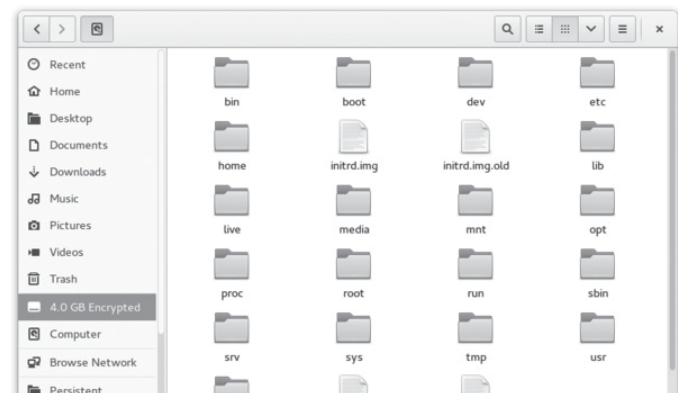 Recent
Home
Desktop
Documents
Downloads
Music
Pictures
Videos
Trash
4.0 GB Encrypted
Computer
Browse Network
Persistent
bin boot dev etc
home initrd.img initrd.img.old lib
live media mnt opt
proc root run sbin
srv sys tmp usr